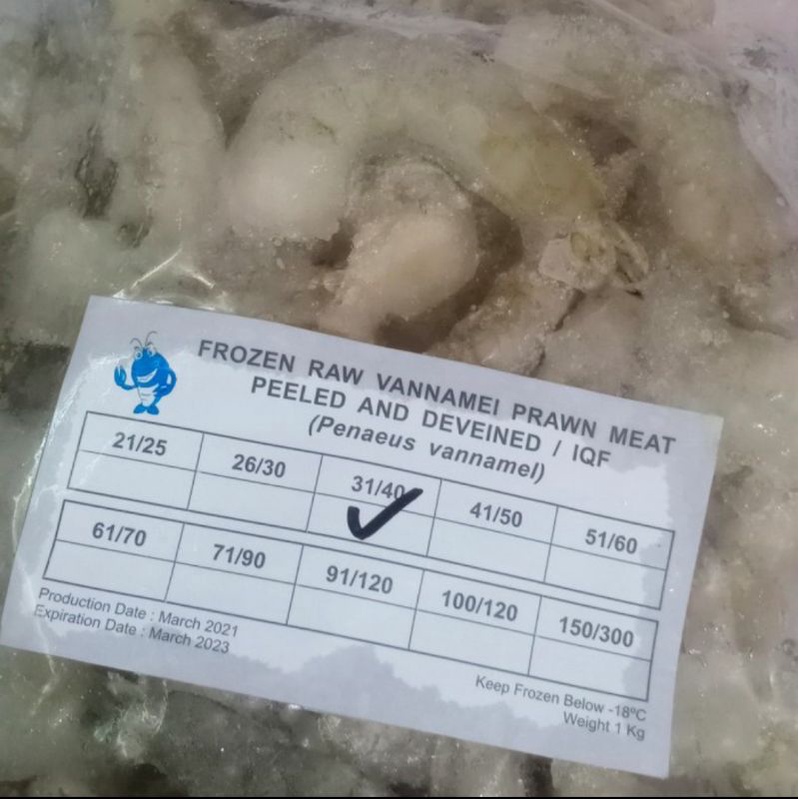 FROZEN RAW VANNAMEI PRAWN MEAT
PEELED AND DEVEINED / IQF
(Penaeus vannamel)
21/25 26/30 31/40 41/50 51/60
61/70 71/90 91/120 100/120 150/300
Production Date : March 2021
Expiration Date : March 2023
Keep Frozen Below -18ºC
Weight 1 Kg